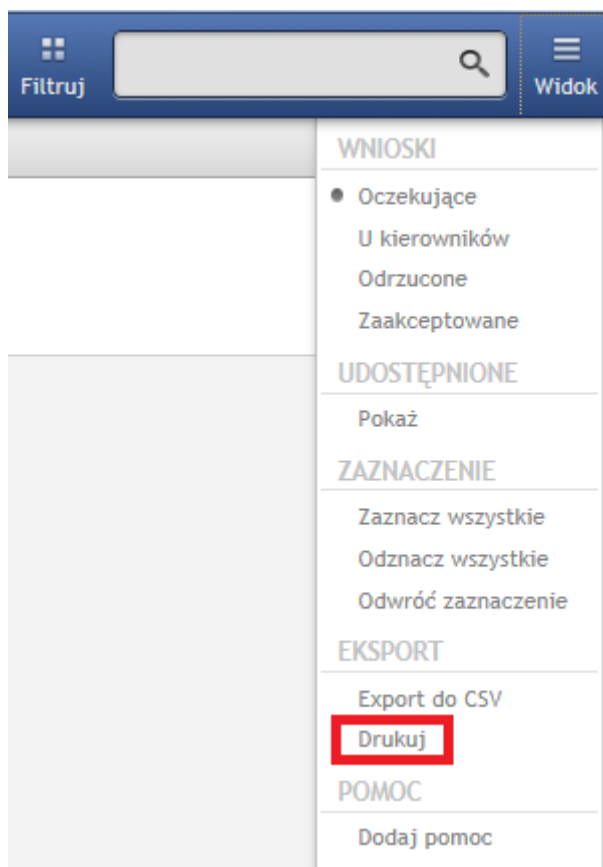 Filtruj
Widok
WNIOSKI
Oczekujące
U kierowników
Odrzucone
Zaakceptowane
UDOSTĘPNIONE
Pokaż
ZAZNACZENIE
Zaznacz wszystkie
Odznacz wszystkie
Odwróć zaznaczenie
EKSPORT
Export do CSV
Drukuj
POMOC
Dodaj pomoc